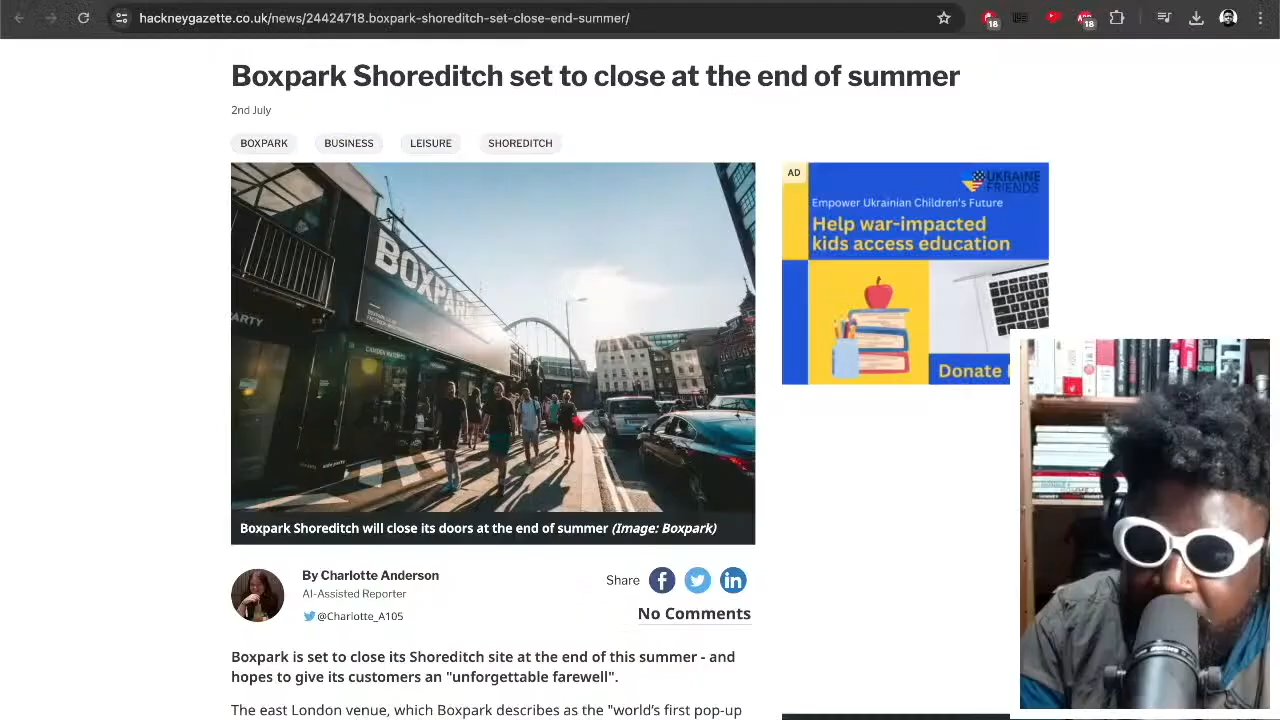 hackneygazette.co.uk/news/24424718.boxpark-shoreditch-set-close-end-summer/
18
18
Boxpark Shoreditch set to close at the end of summer
2nd July
BOXPARK
BUSINESS
LEISURE
SHOREDITCH
BOXPARK
ARTY
AD
UKRAINE
FRIENDS
Empower Ukrainian Children's Future
Help war-impacted
kids access education
Donate
Boxpark Shoreditch will close its doors at the end of summer (Image: Boxpark)
By Charlotte Anderson
AI-Assisted Reporter
@Charlotte_A105
Share
No Comments
Boxpark is set to close its Shoreditch site at the end of this summer - and
hopes to give its customers an "unforgettable farewell".
The east London venue, which Boxpark describes as the "world's first pop-up